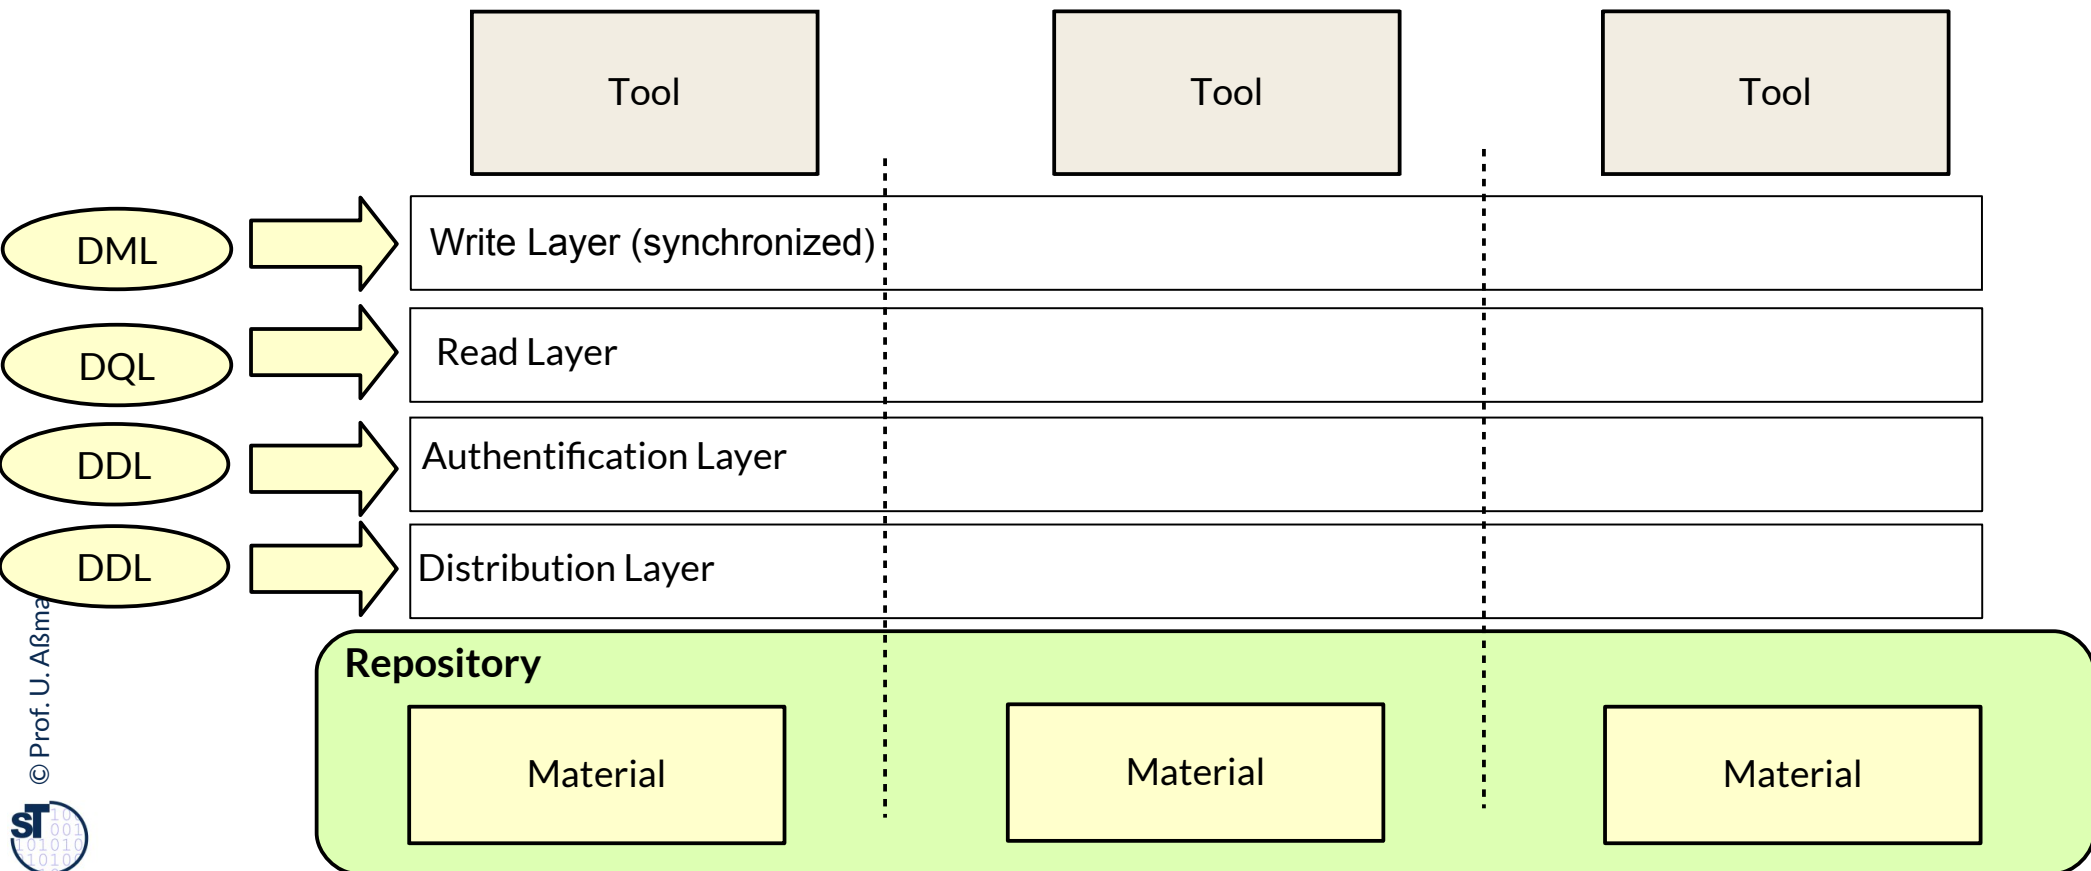 Tool
Tool
Tool
DML
Write Layer (synchronized)
DQL
Read Layer
DDL
Authentification Layer
DDL
Distribution Layer
Repository
Material
Material
Material
© Prof. U. Aßma
ST